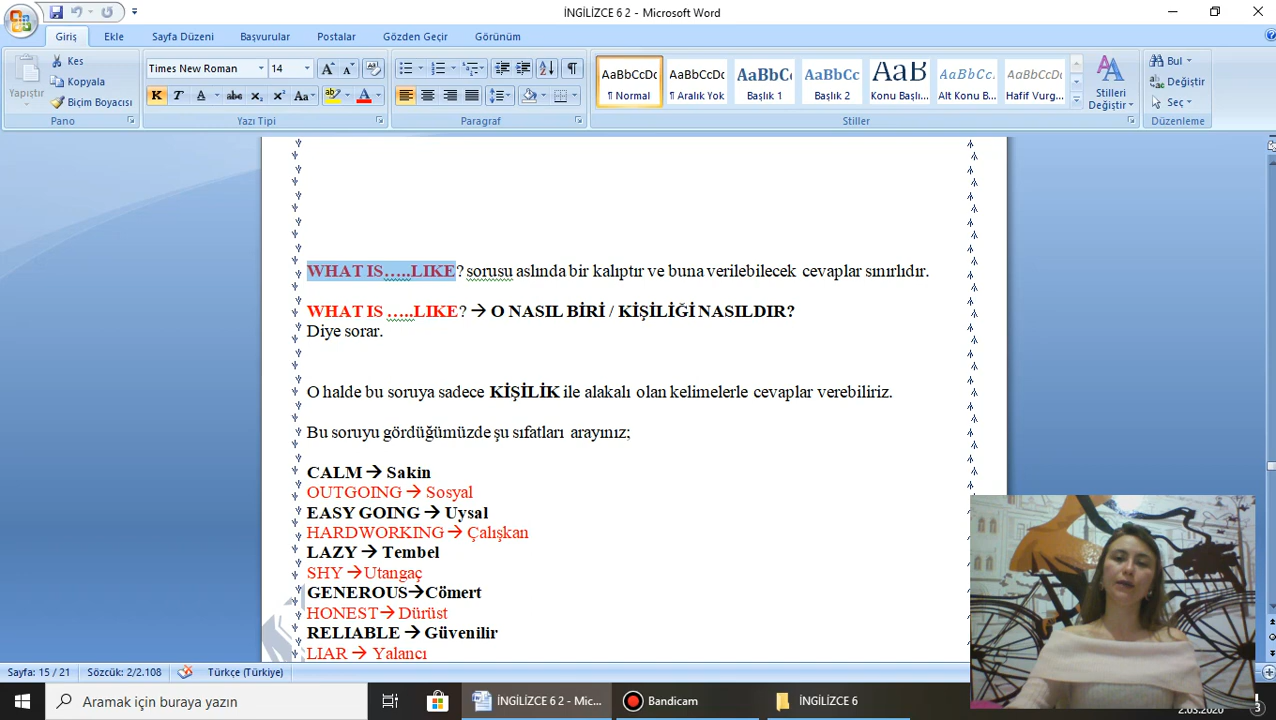 İNGİLİZCE 6 2 - Microsoft Word
Giriş Ekle Sayfa Düzeni Başvurular Postalar Gözden Geçir Görünüm
Yapıştır
Kes
Kopyala
Biçim Boyacısı
Pano
Times New Roman 14
Yazı Tipi
Paragraf
AaBbCcDc AaBbCcDc AaBbCc AaBbCc AaB AaBbCc. AaBbCcDc
¶ Normal ¶ Aralık Yok Başlık 1 Başlık 2 Konu Başlı... Alt Konu B... Hafif Vurg...
Stilleri Değiştir
Stiller
Bul
Değiştir
Seç
Düzenleme
WHAT IS…..LIKE? sorusu aslında bir kalıptır ve buna verilebilecek cevaplar sınırlıdır.
WHAT IS …..LIKE? → O NASIL BİRİ / KİŞİLİĞİ NASILDIR?
Diye sorar.
O halde bu soruya sadece KİŞİLİK ile alakalı olan kelimelerle cevaplar verebiliriz.
Bu soruyu gördüğümüzde şu sıfatları arayınız;
CALM → Sakin
OUTGOING → Sosyal
EASY GOING → Uysal
HARDWORKING → Çalışkan
LAZY → Tembel
SHY →Utangaç
GENEROUS→Cömert
HONEST→ Dürüst
RELIABLE → Güvenilir
LIAR → Yalancı
Sayfa: 15 / 21 Sözcük: 2/2.108 Türkçe (Türkiye)
Aramak için buraya yazın
İNGİLİZCE 6 2 - Mic...
Bandicam
İNGİLİZCE 6
2.03.2020
3